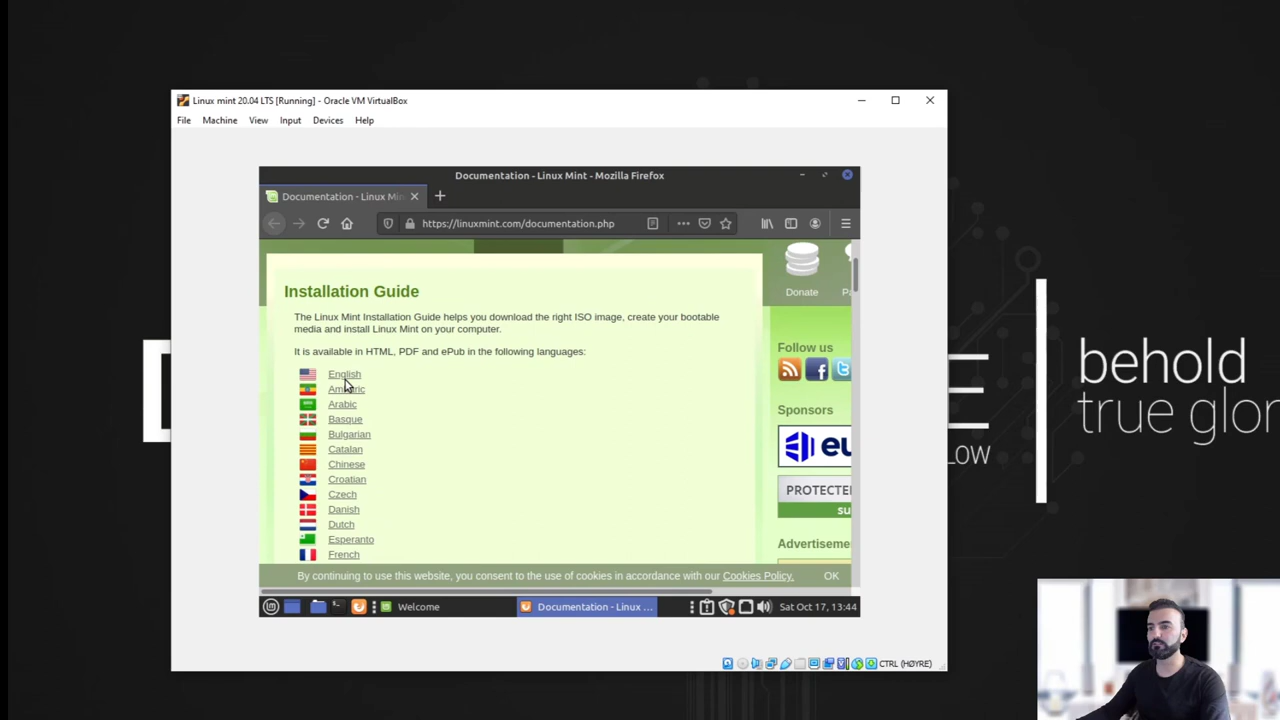 Linux mint 20.04 LTS [Running] - Oracle VM VirtualBox
File Machine View Input Devices Help
Documentation - Linux Mint - Mozilla Firefox
Documentation - Linux Min
https://linuxmint.com/documentation.php
Installation Guide
The Linux Mint Installation Guide helps you download the right ISO image, create your bootable
media and install Linux Mint on your computer.
It is available in HTML, PDF and ePub in the following languages:
English
Amharic
Arabic
Basque
Bulgarian
Catalan
Chinese
Croatian
Czech
Danish
Dutch
Esperanto
French
Donate
Pa
Follow us
Sponsors
eu
PROTECTE
su
Advertiseme
By continuing to use this website, you consent to the use of cookies in accordance with our Cookies Policy.
OK
Welcome
Documentation - Linux ...
Sat Oct 17, 13:44
CTRL (HØYRE)
D
E
LOW
behold
true glor